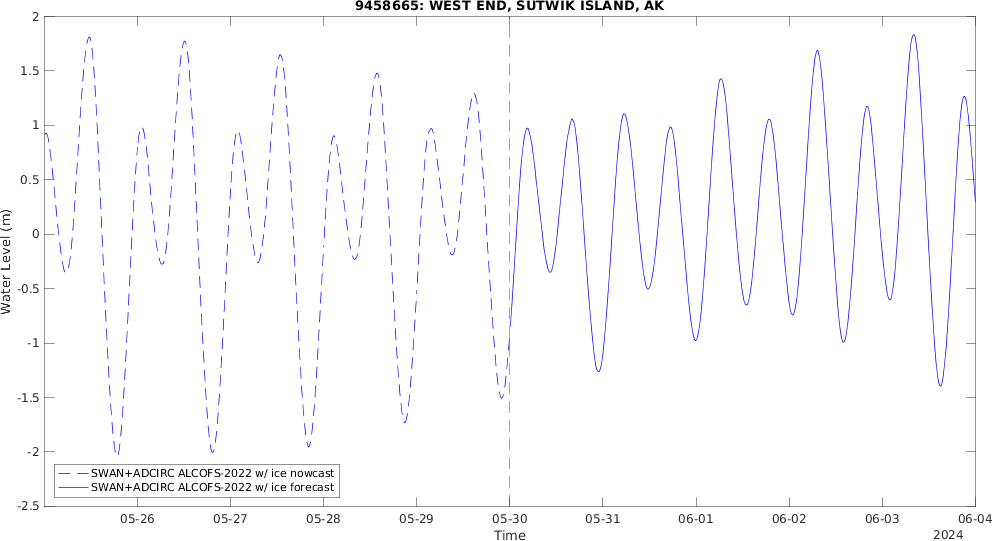 9458665: WEST END, SUTWIK ISLAND, AK
2
1.5
1
0.5
0
-0.5
-1
-1.5
-2
-2.5
Water Level (m)
SWAN+ADCIRC ALCOFS-2022 w/ ice nowcast
SWAN+ADCIRC ALCOFS-2022 w/ ice forecast
05-26 05-27 05-28 05-29 05-30 05-31 06-01 06-02 06-03 06-04
Time
2024